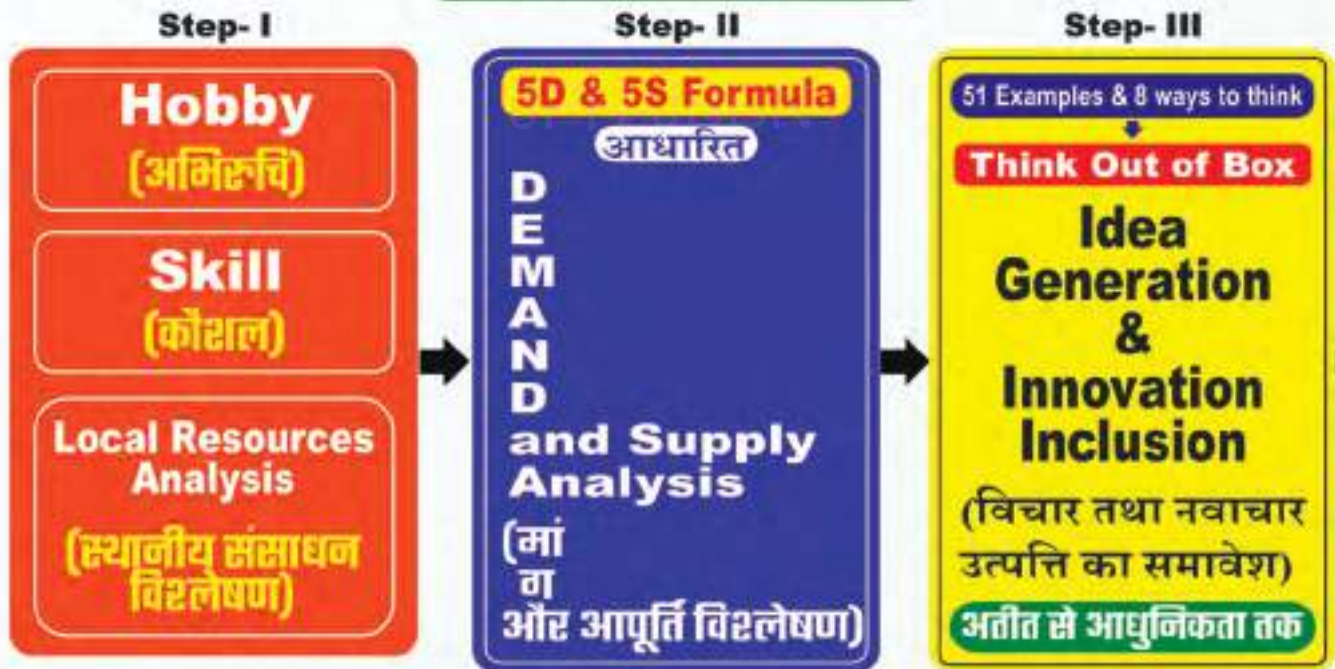 Step- I
Hobby
(अभिरुचि)
Skill
(कौशल)
Local Resources
Analysis
(स्थानीय संसाधन
विश्लेषण)
Step- II
5D & 5S Formula
आधारित
D
E
M
A
N
D
and Supply
Analysis
(मां
ग
और आपूर्ति विश्लेषण)
Step- III
51 Examples & 8 ways to think
Think Out of Box
Idea
Generation
&
Innovation
Inclusion
(विचार तथा नवाचार
उत्पत्ति का समावेश)
अतीत से आधुनिकता तक